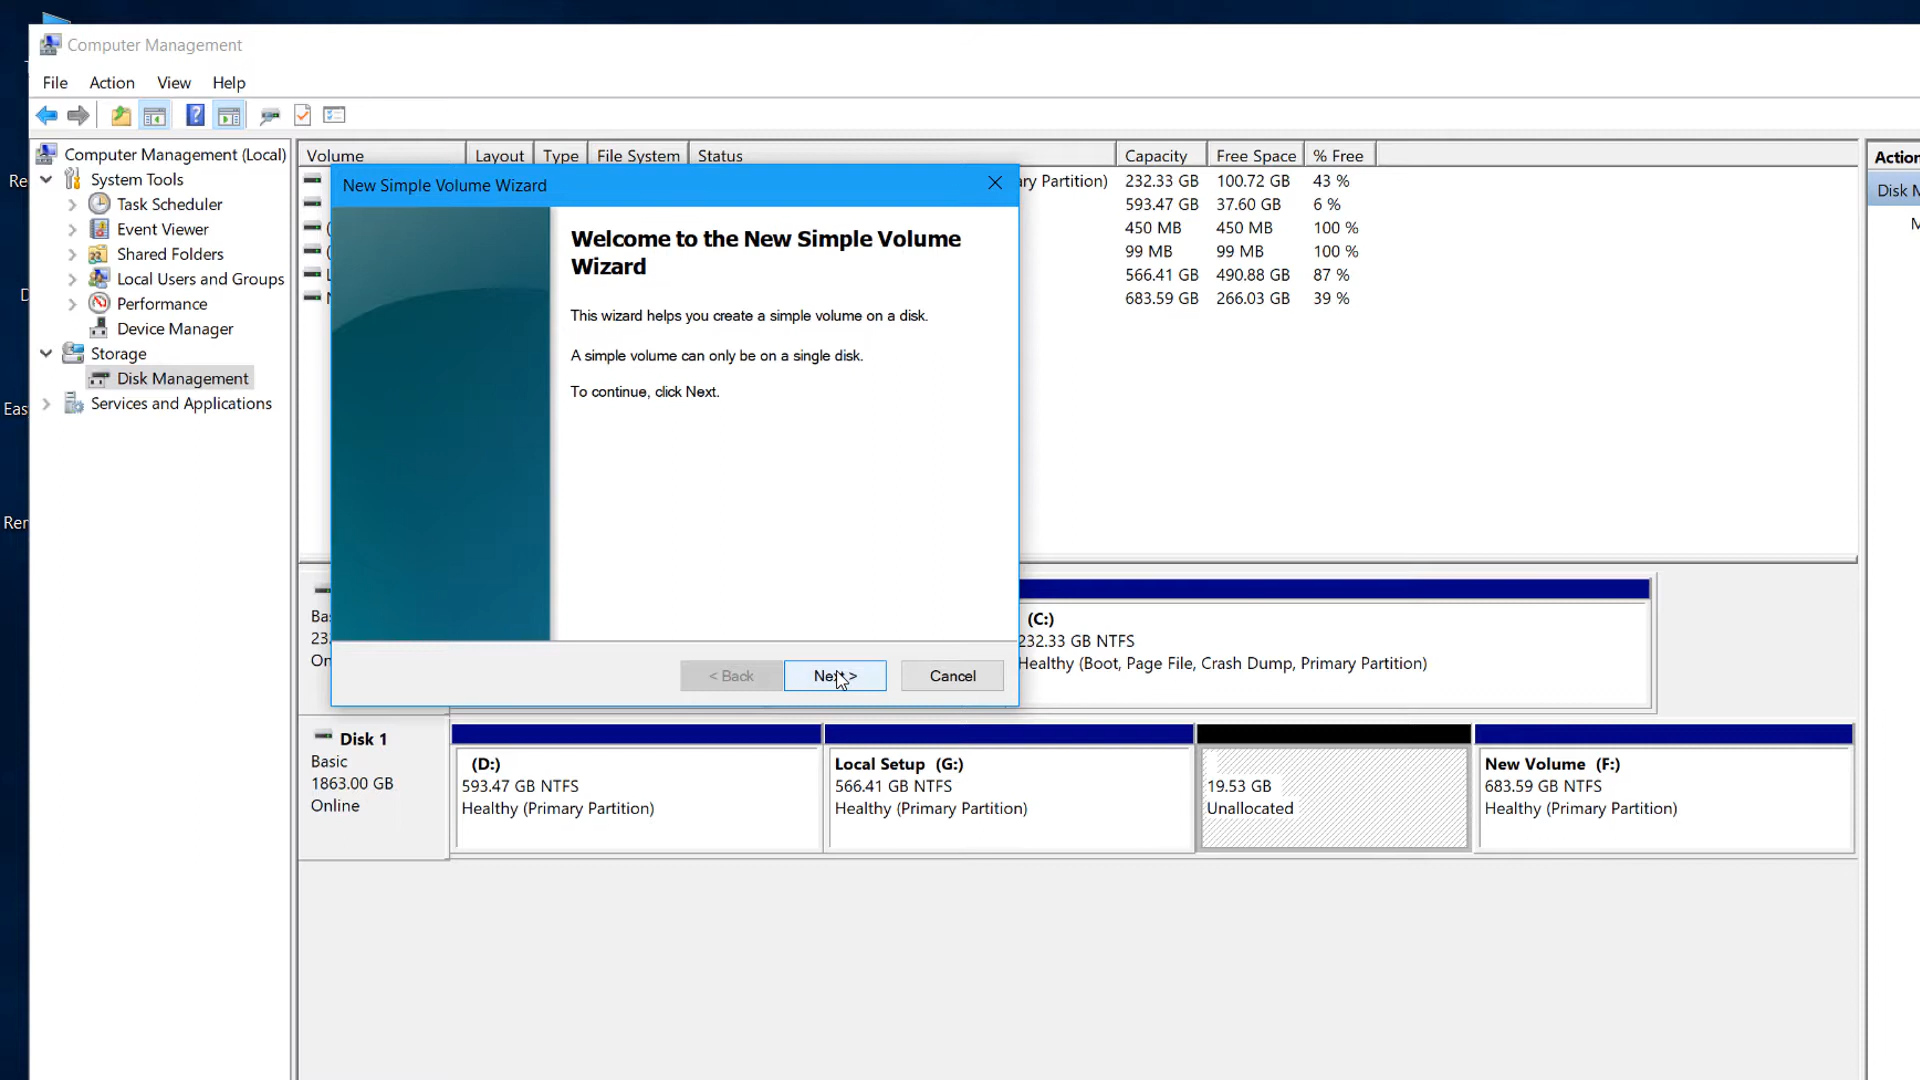 Computer Management
File Action View Help
Computer Management (Local)
System Tools
Task Scheduler
Event Viewer
Shared Folders
Local Users and Groups
Performance
Device Manager
Storage
Disk Management
Services and Applications
Volume Layout Type File System Status Capacity Free Space % Free
ry Partition) 232.33 GB 100.72 GB 43 %
593.47 GB 37.60 GB 6 %
( 450 MB 450 MB 100 %
( 99 MB 99 MB 100 %
L 566.41 GB 490.88 GB 87 %
N 683.59 GB 266.03 GB 39 %
Action
Disk M
M
Re
D
Eas
Rer
New Simple Volume Wizard
Welcome to the New Simple Volume
Wizard
This wizard helps you create a simple volume on a disk.
A simple volume can only be on a single disk.
To continue, click Next.
< Back Next > Cancel
Bas
232
On
(C:)
232.33 GB NTFS
Healthy (Boot, Page File, Crash Dump, Primary Partition)
Disk 1
Basic
1863.00 GB
Online
(D:)
593.47 GB NTFS
Healthy (Primary Partition)
Local Setup (G:)
566.41 GB NTFS
Healthy (Primary Partition)
19.53 GB
Unallocated
New Volume (F:)
683.59 GB NTFS
Healthy (Primary Partition)